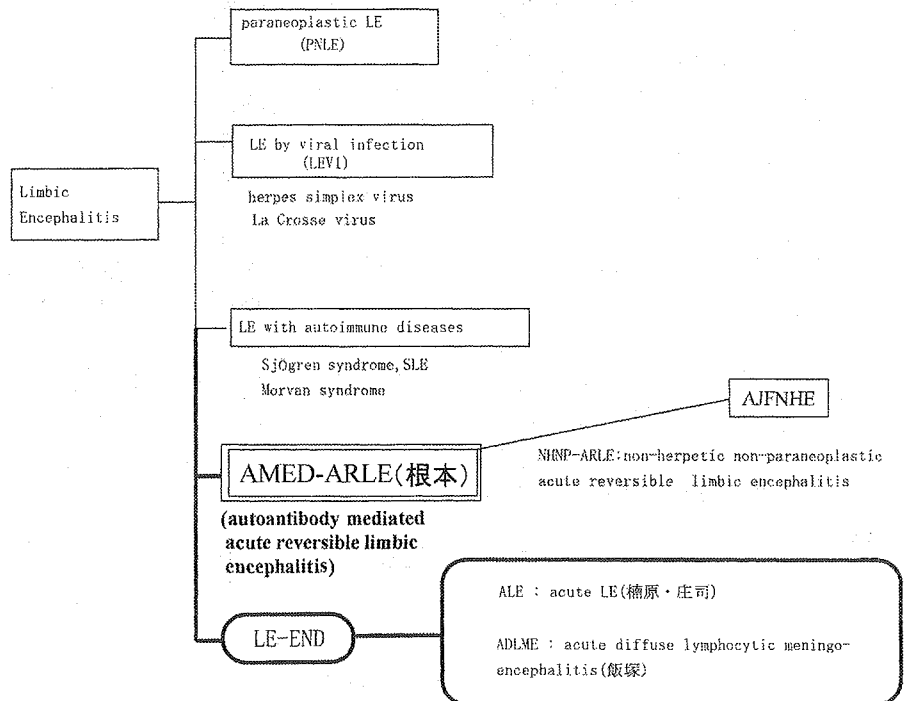 paraneoplastic LE
(PNLE)
LE by viral infection
(LEVI)
herpes simplex virus
La Crosse virus
Limbic
Encephalitis
LE with autoimmune diseases
Sjögren syndrome, SLE
Morvan syndrome
AJFNHE
AMED-ARLE(根本)
NHNP-ARLE:non-herpetic non-paraneoplastic
acute reversible limbic encephalitis
(autoantibody mediated
acute reversible limbic
encephalitis)
LE-END
ALE : acute LE(楠原・庄司)
ADLME : acute diffuse lymphocytic meningo-
encephalitis(飯塚)